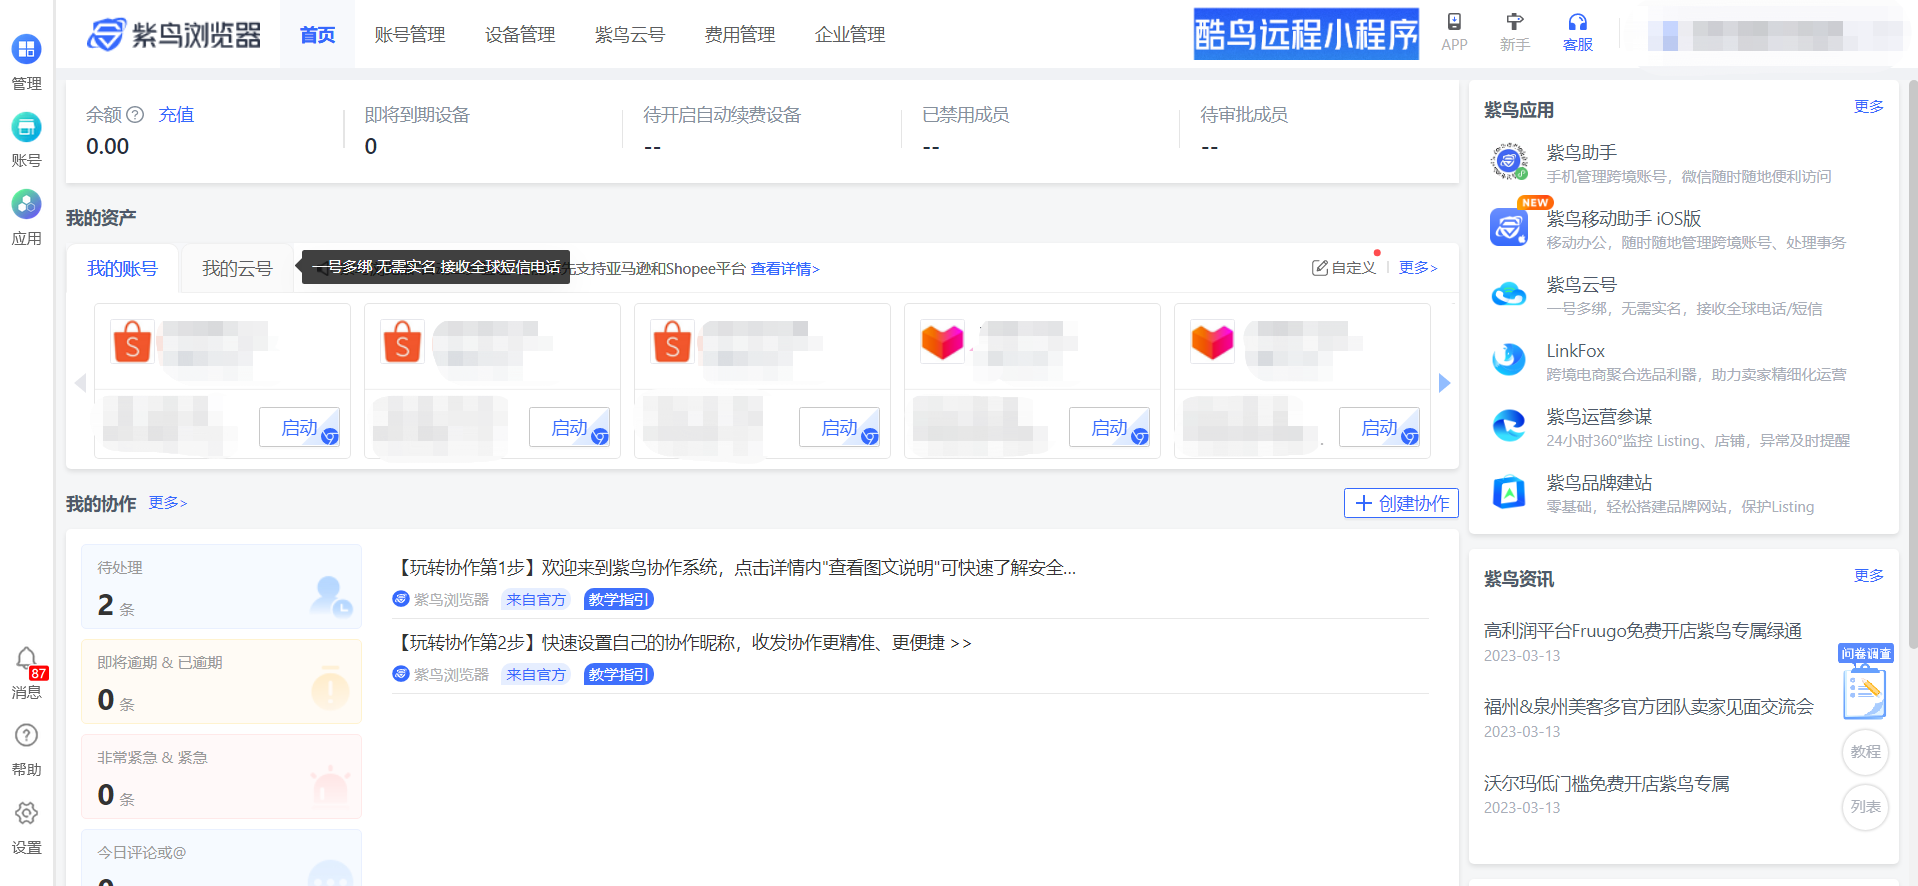 紫鸟浏览器
首页
账号管理
设备管理
紫鸟云号
费用管理
企业管理
酷鸟远程小程序
APP
新手
客服
管理
账号
应用
87
消息
帮助
设置
余额 充值
0.00
即将到期设备
0
待开启自动续费设备
--
已禁用成员
--
待审批成员
--
我的资产
我的账号
我的云号
一号多绑 无需实名 接收全球短信电话
先支持亚马逊和Shopee平台 查看详情>
自定义
更多>
启动
启动
启动
启动
启动
我的协作 更多>
创建协作
待处理
2 条
即将逾期 & 已逾期
0 条
非常紧急 & 紧急
0 条
今日评论或@
【玩转协作第1步】欢迎来到紫鸟协作系统，点击详情内"查看图文说明"可快速了解安全...
紫鸟浏览器 来自官方 教学指引
【玩转协作第2步】快速设置自己的协作昵称，收发协作更精准、更便捷 >>
紫鸟浏览器 来自官方 教学指引
紫鸟应用 更多
紫鸟助手
手机管理跨境账号，微信随时随地便利访问
NEW
紫鸟移动助手 iOS版
移动办公，随时随地管理跨境账号、处理事务
紫鸟云号
一号多绑，无需实名，接收全球电话/短信
LinkFox
跨境电商聚合选品利器，助力卖家精细化运营
紫鸟运营参谋
24小时360°监控 Listing、店铺，异常及时提醒
紫鸟品牌建站
零基础，轻松搭建品牌网站，保护Listing
紫鸟资讯 更多
高利润平台Fruugo免费开店紫鸟专属绿通
2023-03-13
福州&泉州美客多官方团队卖家见面交流会
2023-03-13
沃尔玛低门槛免费开店紫鸟专属
2023-03-13
问卷调查
教程
列表